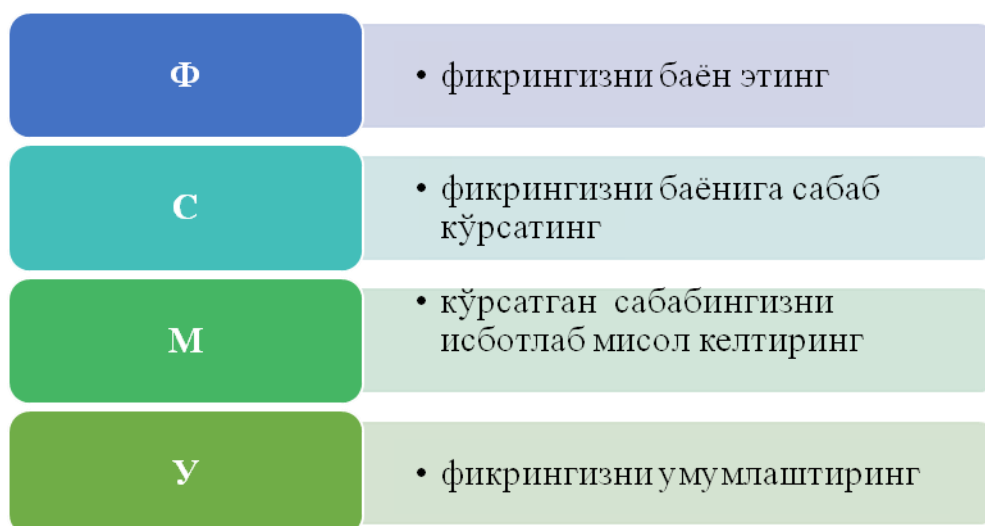 Ф
• фикрингизни баён этинг
С
• фикрингизни баёнига сабаб
кўрсатинг
М
• кўрсатган сабабингизни
исботлаб мисол келтиринг
У
• фикрингизни умумлаштиринг